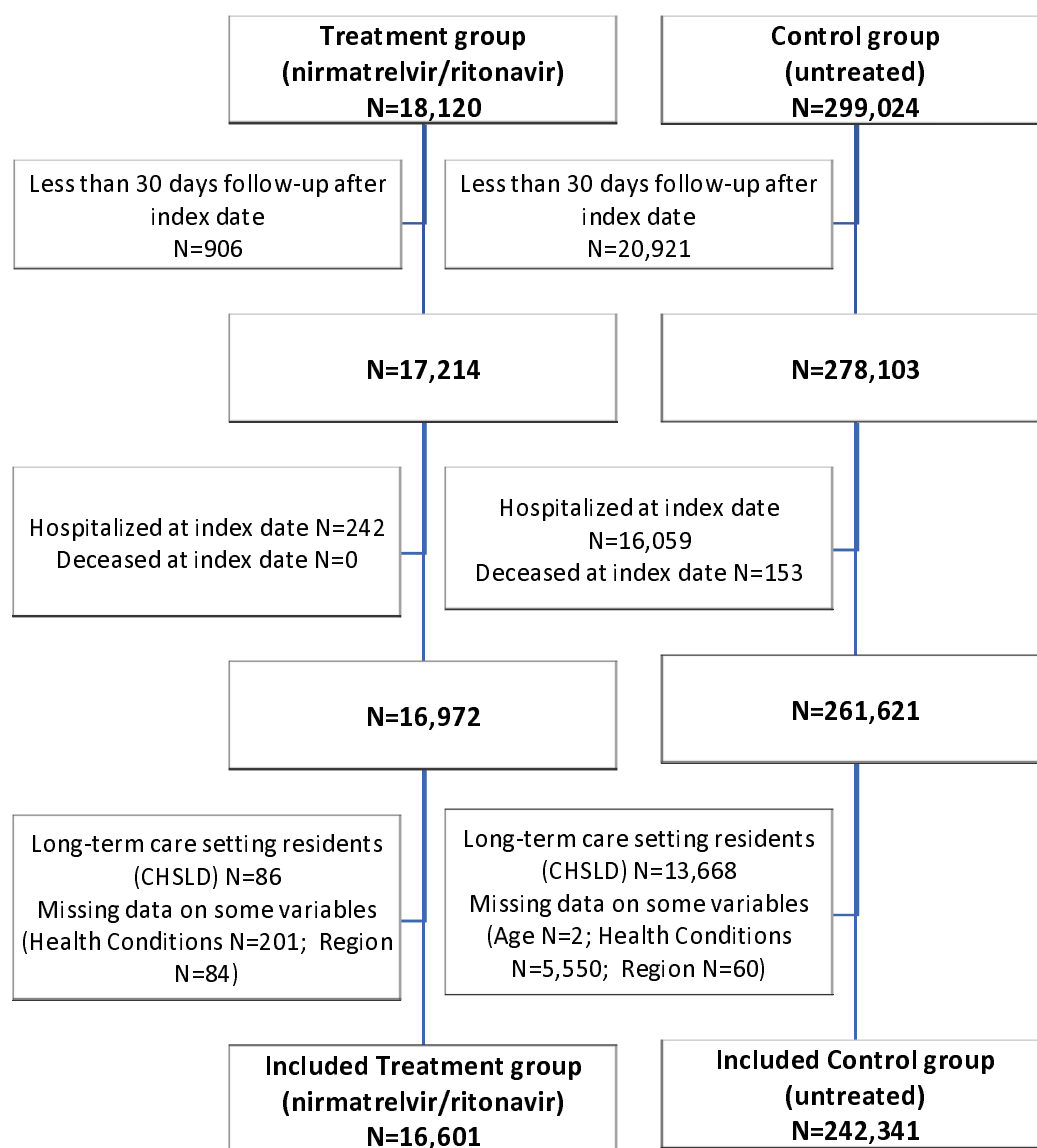 Treatment group
(nirmatrelvir/ritonavir)
N=18,120
Control group
(untreated)
N=299,024
Less than 30 days follow-up after
index date
N=906
Less than 30 days follow-up after
index date
N=20,921
N=17,214
N=278,103
Hospitalized at index date N=242
Deceased at index date N=0
Hospitalized at index date
N=16,059
Deceased at index date N=153
N=16,972
N=261,621
Long-term care setting residents
(CHSLD) N=86
Missing data on some variables
(Health Conditions N=201; Region
N=84)
Long-term care setting residents
(CHSLD) N=13,668
Missing data on some variables
(Age N=2; Health Conditions
N=5,550; Region N=60)
Included Treatment group
(nirmatrelvir/ritonavir)
N=16,601
Included Control group
(untreated)
N=242,341